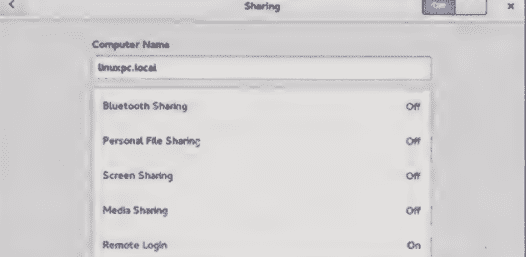 Sharing
Computer Name
linuxpc.local
Bluetooth Sharing Off
Personal File Sharing Off
Screen Sharing Off
Media Sharing Off
Remote Login On